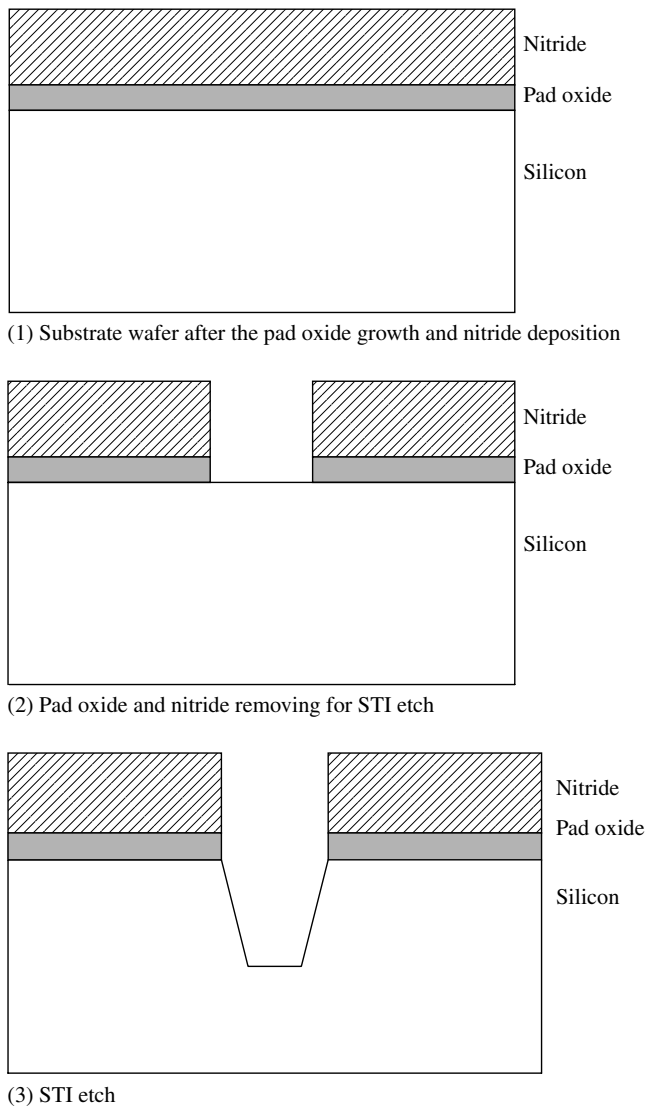 Nitride
Pad oxide
Silicon
(1) Substrate wafer after the pad oxide growth and nitride deposition
Nitride
Pad oxide
Silicon
(2) Pad oxide and nitride removing for STI etch
Nitride
Pad oxide
Silicon
(3) STI etch